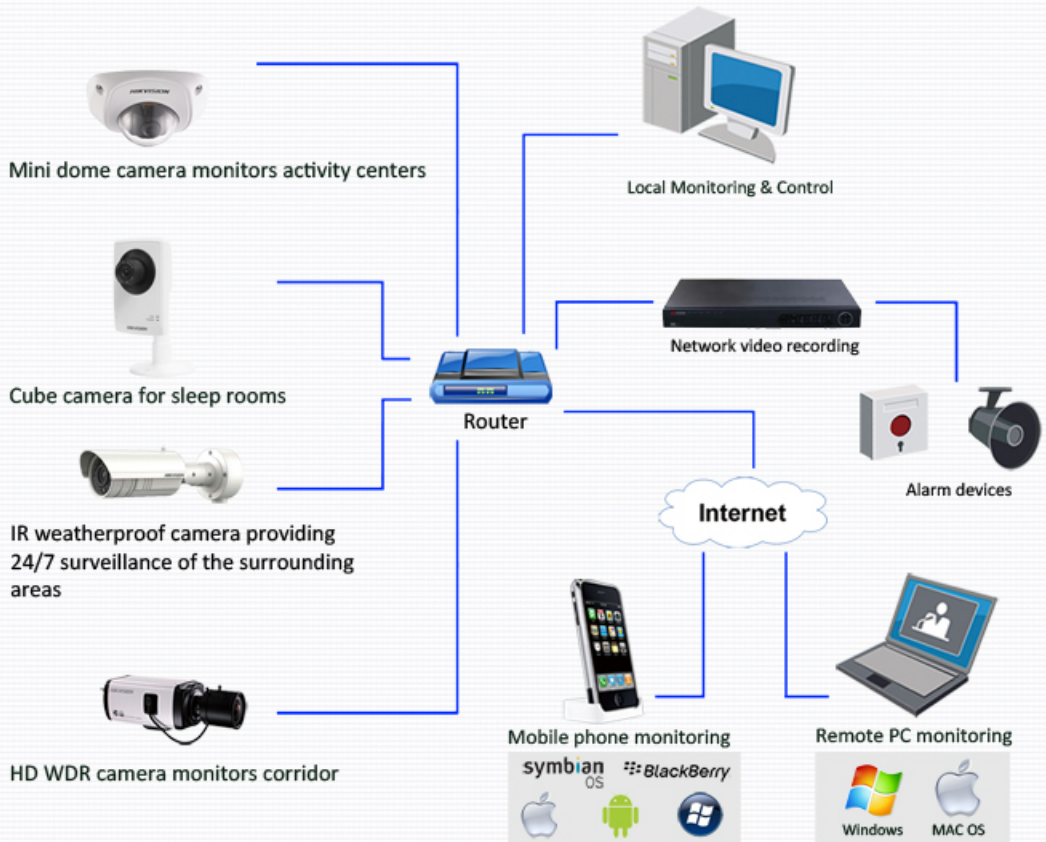 HIKVISION
Mini dome camera monitors activity centers
Local Monitoring & Control
Cube camera for sleep rooms
Network video recording
Router
Alarm devices
IR weatherproof camera providing
24/7 surveillance of the surrounding
areas
Internet
HIKVISION
HD WDR camera monitors corridor
Mobile phone monitoring
symbian
OS
BlackBerry
Remote PC monitoring
Windows
MAC OS